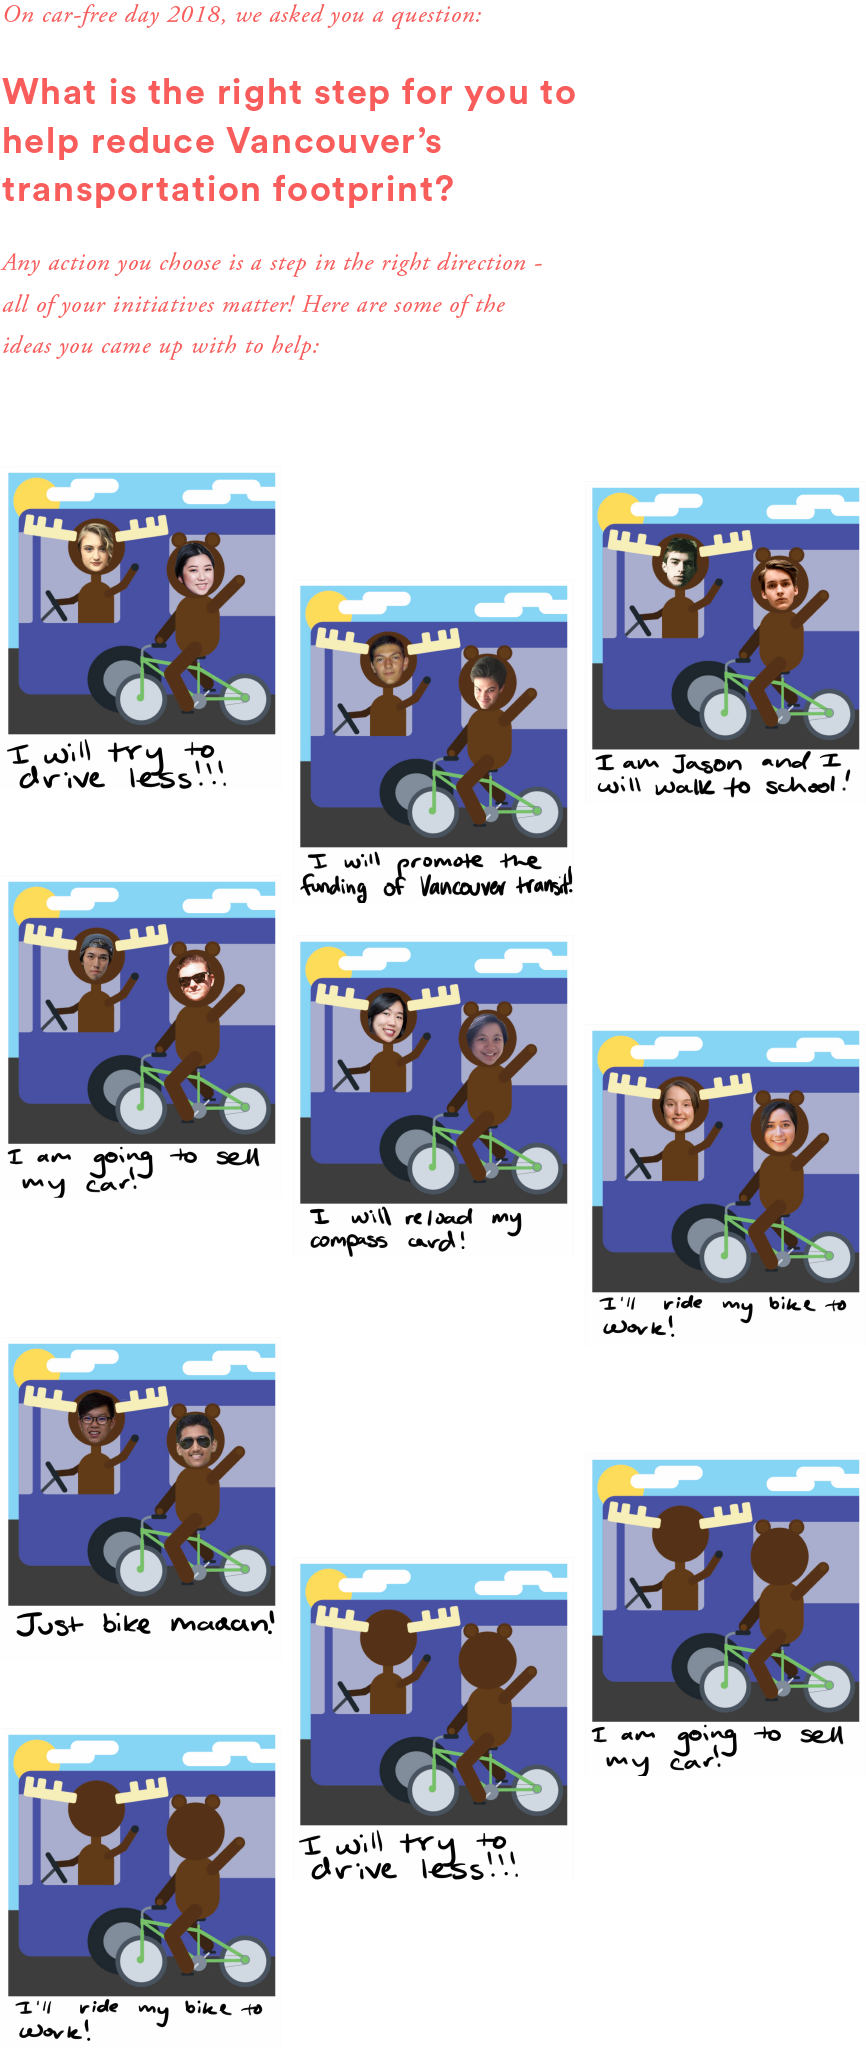 On car-free day 2018, we asked you a question:
What is the right step for you to
help reduce Vancouver's
transportation footprint?
Any action you choose is a step in the right direction -
all of your initiatives matter! Here are some of the
ideas you came up with to help:
I will try to
drive less!!!
I will promote the
funding of Vancouver transit!
I am Jason and I
will walk to school!
I am going to sell
my car!
I will reload my
compass card!
I'll ride my bike to
work!
Just bike maaan!
I will try to
drive less!!!
I am going to sell
my car!
I'll ride my bike to
work!